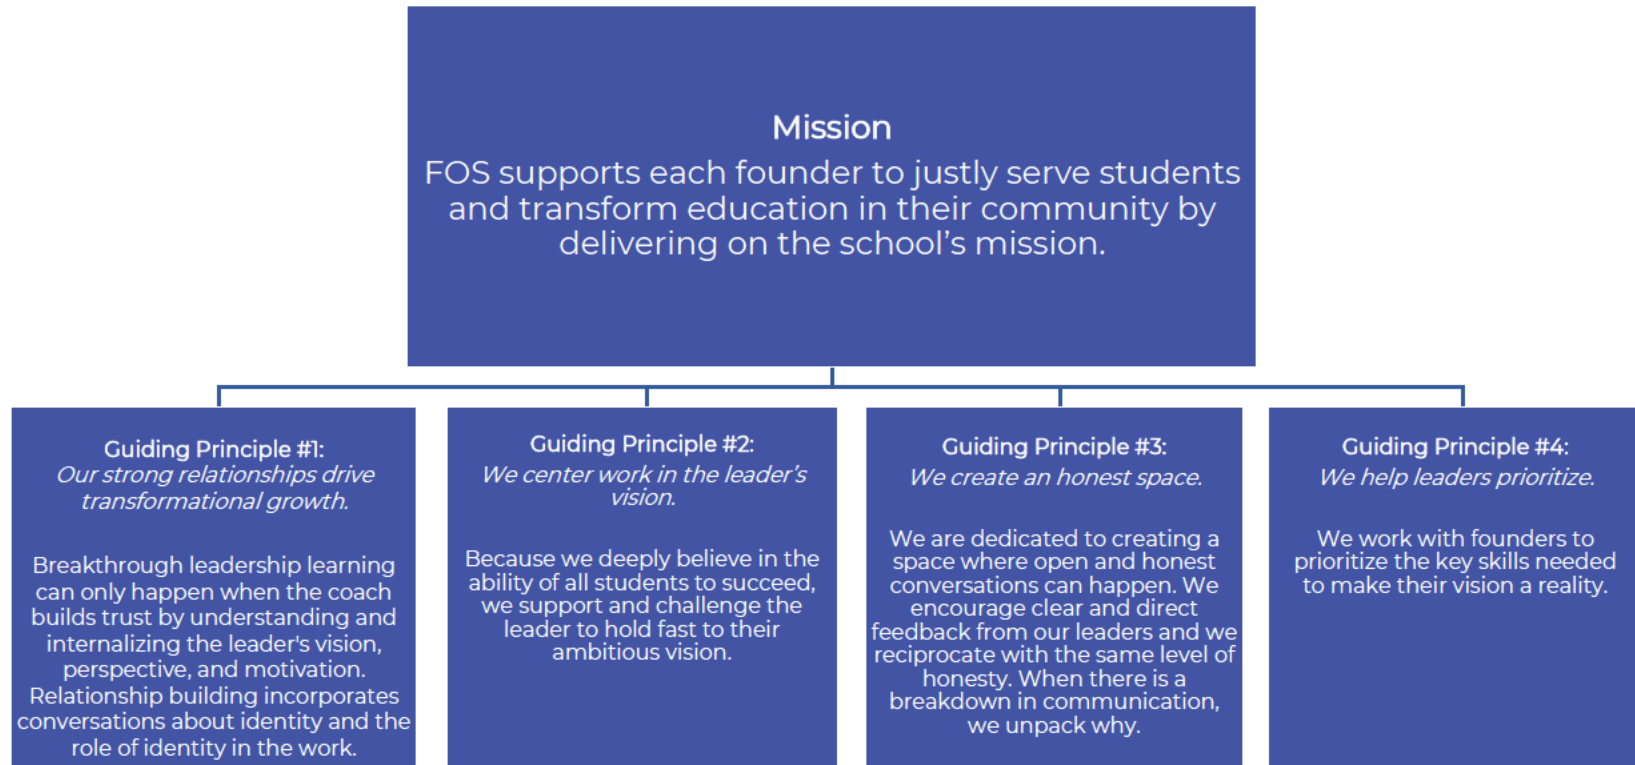 Mission
FOS supports each founder to justly serve students
and transform education in their community by
delivering on the school’s mission.
Guiding Principle #1:
Our strong relationships drive
transformational growth.
Breakthrough leadership learning
can only happen when the coach
builds trust by understanding and
internalizing the leader's vision,
perspective, and motivation.
Relationship building incorporates
conversations about identity and the
role of identity in the work.
Guiding Principle #2:
We center work in the leader’s
vision.
Because we deeply believe in the
ability of all students to succeed,
we support and challenge the
leader to hold fast to their
ambitious vision.
Guiding Principle #3:
We create an honest space.
We are dedicated to creating a
space where open and honest
conversations can happen. We
encourage clear and direct
feedback from our leaders and we
reciprocate with the same level of
honesty. When there is a
breakdown in communication,
we unpack why.
Guiding Principle #4:
We help leaders prioritize.
We work with founders to
prioritize the key skills needed
to make their vision a reality.